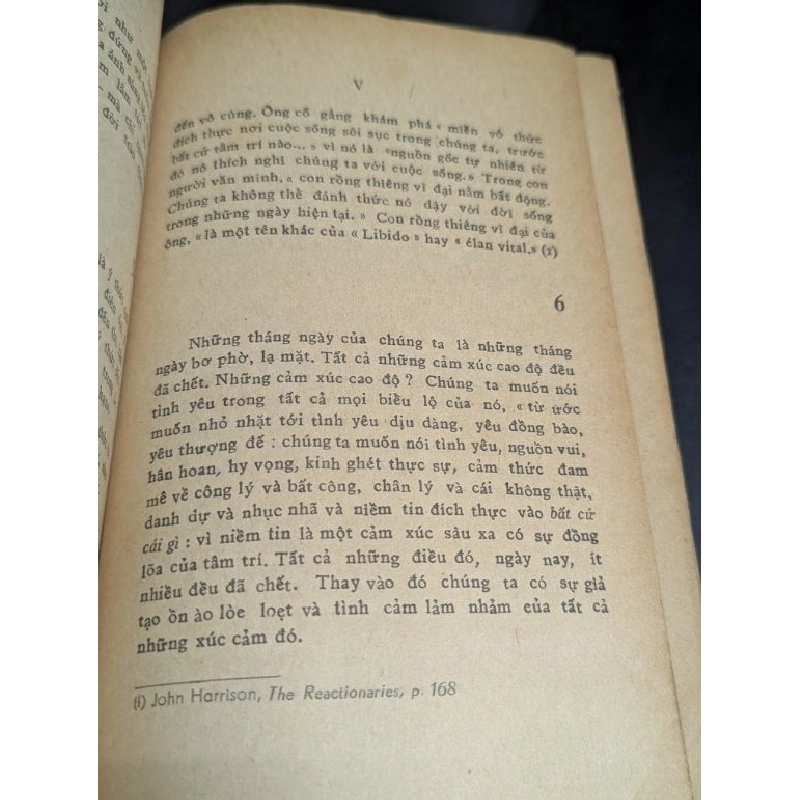 ơi như một
g đứng và
a ánh nắng
m lắm
— mà chỉ
đời
V
đến vô cùng. Ông cố gắng khám phá « miền vô thức
đích thực nơi cuộc sống sôi sục trong chúng ta, trước
bất cứ tâm trí nào... » vì nó là «nguồn gốc tự nhiên từ
đó nó thích nghi chúng ta với cuộc sống.» Trong con
người văn minh, « con rồng thiêng vĩ đại nằm bất động.
Chúng ta không thể đánh thức nó dậy với đời sống
trong những ngày hiện tại. » Con rồng thiêng vĩ đại của
ông, « là một tên khác của « Libido » hay « élan vital.» (1)
6
Những tháng ngày của chúng ta là những tháng
ngày bơ phờ, lạ mặt. Tất cả những cảm xúc cao độ đều
đã chết. Những cảm xúc cao độ ? Chúng ta muốn nói
tình yêu trong tất cả mọi biểu lộ của nó, « từ ước
muốn nhỏ nhặt tới tình yêu dịu dàng, yêu đồng bào,
yêu thượng đế : chúng ta muốn nói tình yêu, nguồn vui,
hân hoan, hy vọng, kinh ghét thực sự, cảm thức đam
mê về công lý và bất công, chân lý và cái không thật,
danh dự và nhục nhã và niềm tin đích thực vào bất cứ
cái gì : vì niềm tin là một cảm xúc sâu xa có sự đồng
lõa của tâm trí. Tất cả những điều đó, ngày nay, ít
nhiều đều đã chết. Thay vào đó chúng ta có sự giả
tạo ồn ào lòe loẹt và tình cảm lảm nhảm của tất cả
những xúc cảm đó.
(1) John Harrison, The Reactionaries, p. 168